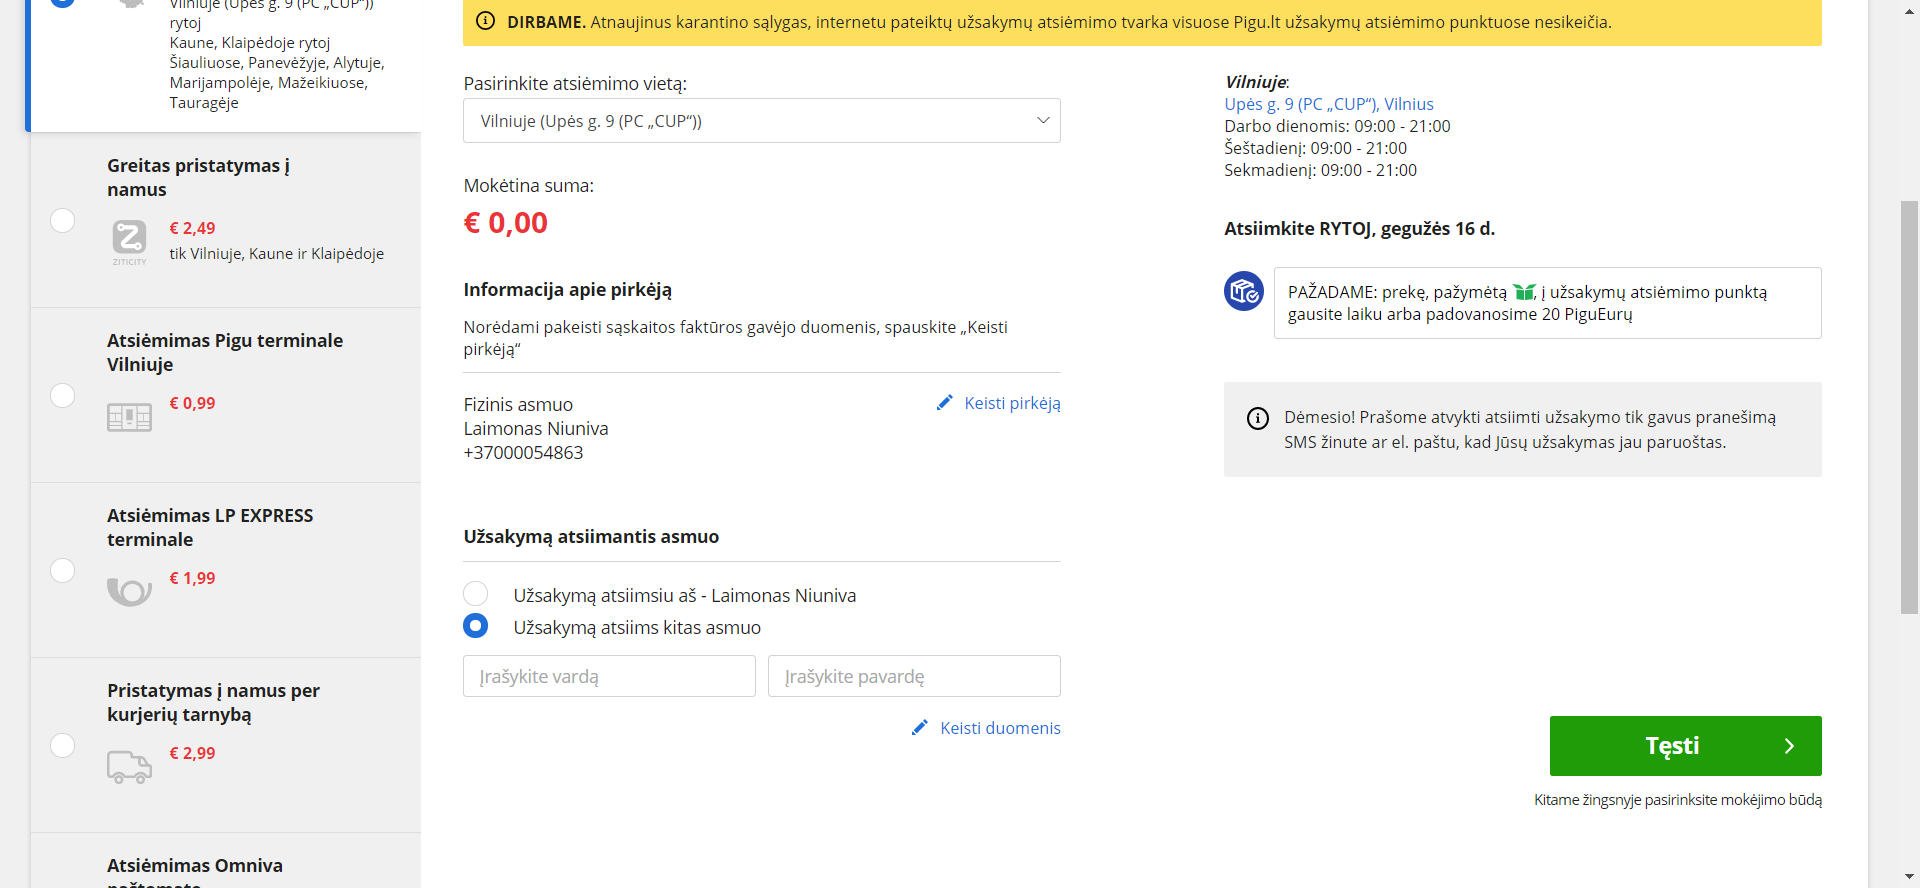 Vilniuje (Upės g. 9 (PC „CUP“))
rytoj
Kaune, Klaipėdoje rytoj
Šiauliuose, Panevėžyje, Alytuje,
Marijampolėje, Mažeikiuose,
Tauragėje
Greitas pristatymas į
namus
€ 2,49
tik Vilniuje, Kaune ir Klaipėdoje
ZITICITY
Atsiėmimas Pigu terminale
Vilniuje
€ 0,99
Atsiėmimas LP EXPRESS
terminale
€ 1,99
Pristatymas į namus per
kurjerių tarnybą
€ 2,99
Atsiėmimas Omniva
paštomate
DIRBAME. Atnaujinus karantino sąlygas, internetu pateiktų užsakymų atsiėmimo tvarka visuose Pigu.lt užsakymų atsiėmimo punktuose nesikeičia.
Pasirinkite atsiėmimo vietą:
Vilniuje (Upės g. 9 (PC „CUP“))
Mokėtina suma:
€ 0,00
Informacija apie pirkėją
Norėdami pakeisti sąskaitos faktūros gavėjo duomenis, spauskite „Keisti
pirkėją“
Fizinis asmuo
Keisti pirkėją
Laimonas Niuniva
+37000054863
Užsakymą atsiimantis asmuo
Užsakymą atsiimsiu aš - Laimonas Niuniva
Užsakymą atsiims kitas asmuo
Įrašykite vardą
Įrašykite pavardę
Keisti duomenis
Vilniuje:
Upės g. 9 (PC „CUP“), Vilnius
Darbo dienomis: 09:00 - 21:00
Šeštadienį: 09:00 - 21:00
Sekmadienį: 09:00 - 21:00
Atsiimkite RYTOJ, gegužės 16 d.
PAŽADAME: prekę, pažymėtą , į užsakymų atsiėmimo punktą
gausite laiku arba padovanosime 20 PiguEurų
Dėmesio! Prašome atvykti atsiimti užsakymo tik gavus pranešimą
SMS žinute ar el. paštu, kad Jūsų užsakymas jau paruoštas.
Tęsti
Kitame žingsnyje pasirinksite mokėjimo būdą